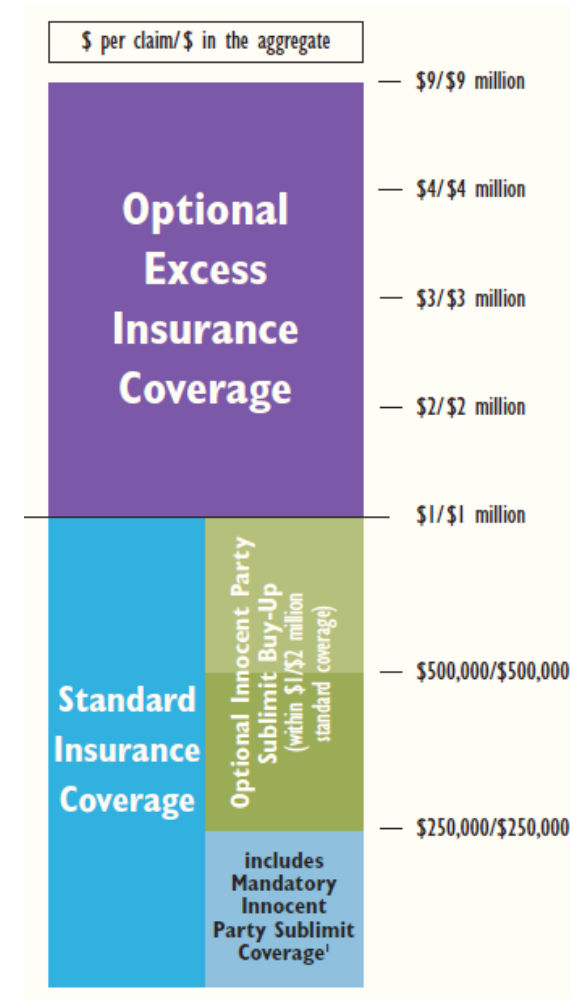 $ per claim/$ in the aggregate
$9/$9 million
$4/$4 million
$3/$3 million
$2/$2 million
$1/$1 million
$500,000/$500,000
$250,000/$250,000
Optional
Excess
Insurance
Coverage
Standard
Insurance
Coverage
Optional Innocent Party
Sublimit Buy-Up
(within $1/$2 million
standard coverage)
includes
Mandatory
Innocent
Party Sublimit
Coverage¹